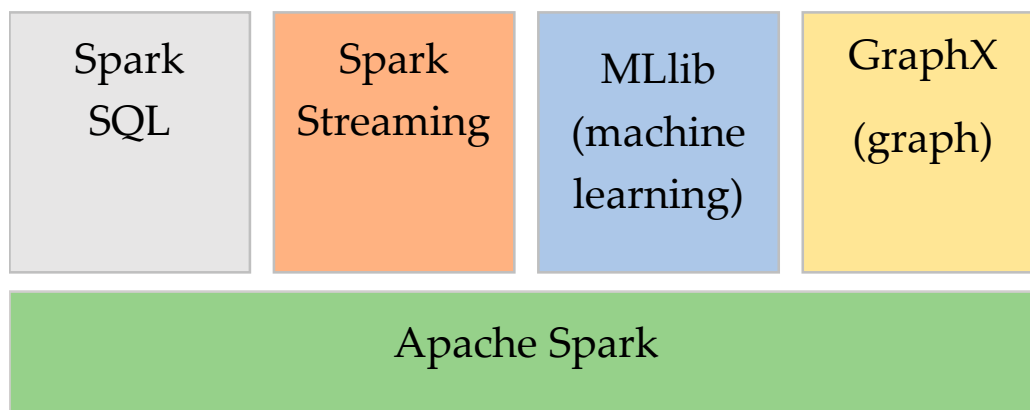 Spark
SQL
Spark
Streaming
MLlib
(machine
learning)
GraphX
(graph)
Apache Spark